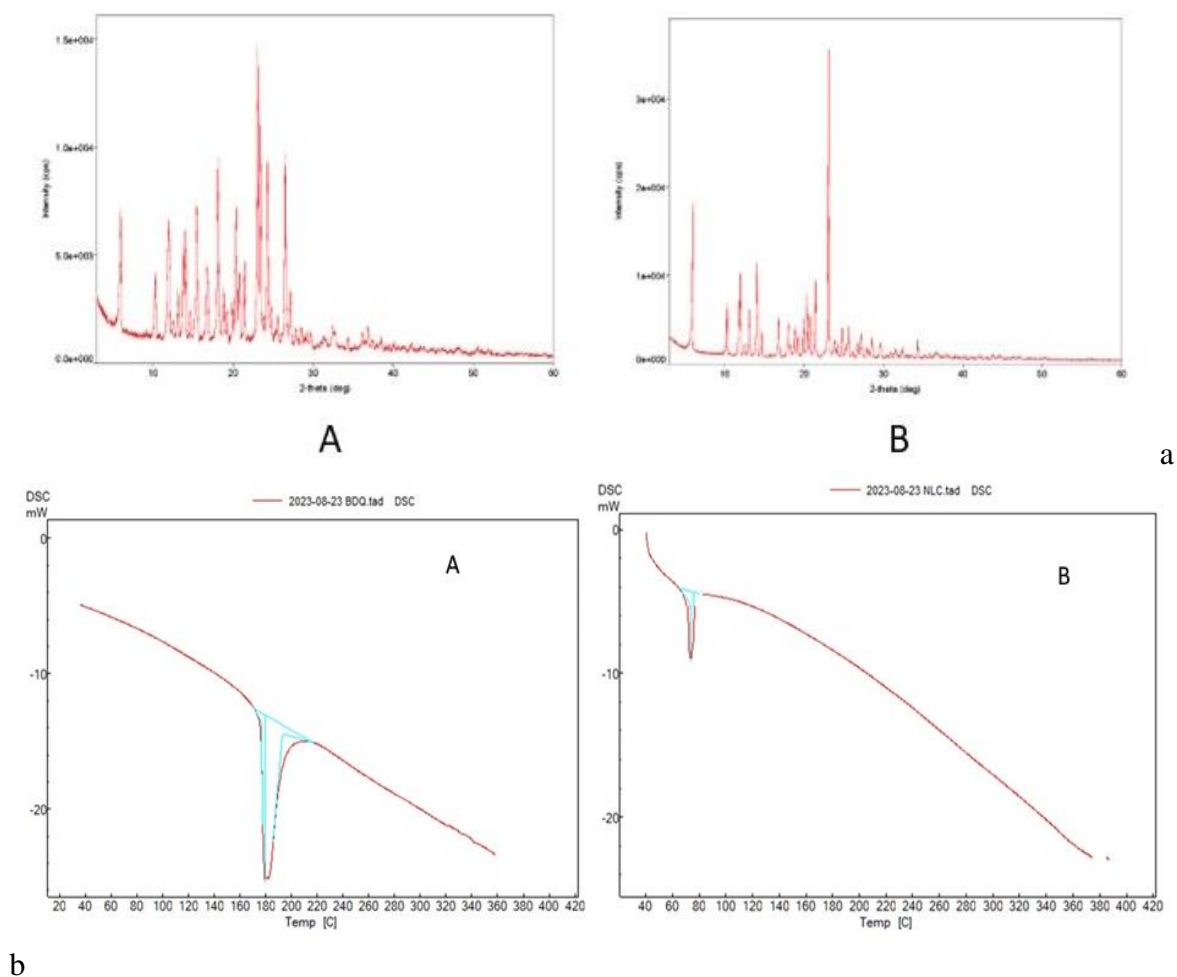 1.5e+004
1.0e+004
5.0e+003
0.0e+000
Intensity (cps)
10 20 30 40 50 60
2-theta (deg)
A
3e+004
2e+004
1e+004
0e+000
Intensity (cps)
10 20 30 40 50 60
2-theta (deg)
B
a
DSC
mW
2023-08-23 BDQ.tad DSC
A
0
-10
-20
20 40 60 80 100 120 140 160 180 200 220 240 260 280 300 320 340 360 380 400 420
Temp [C]
DSC
mW
2023-08-23 NLC.tad DSC
B
0
-10
-20
40 60 80 100 120 140 160 180 200 220 240 260 280 300 320 340 360 380 400 420
Temp [C]
b